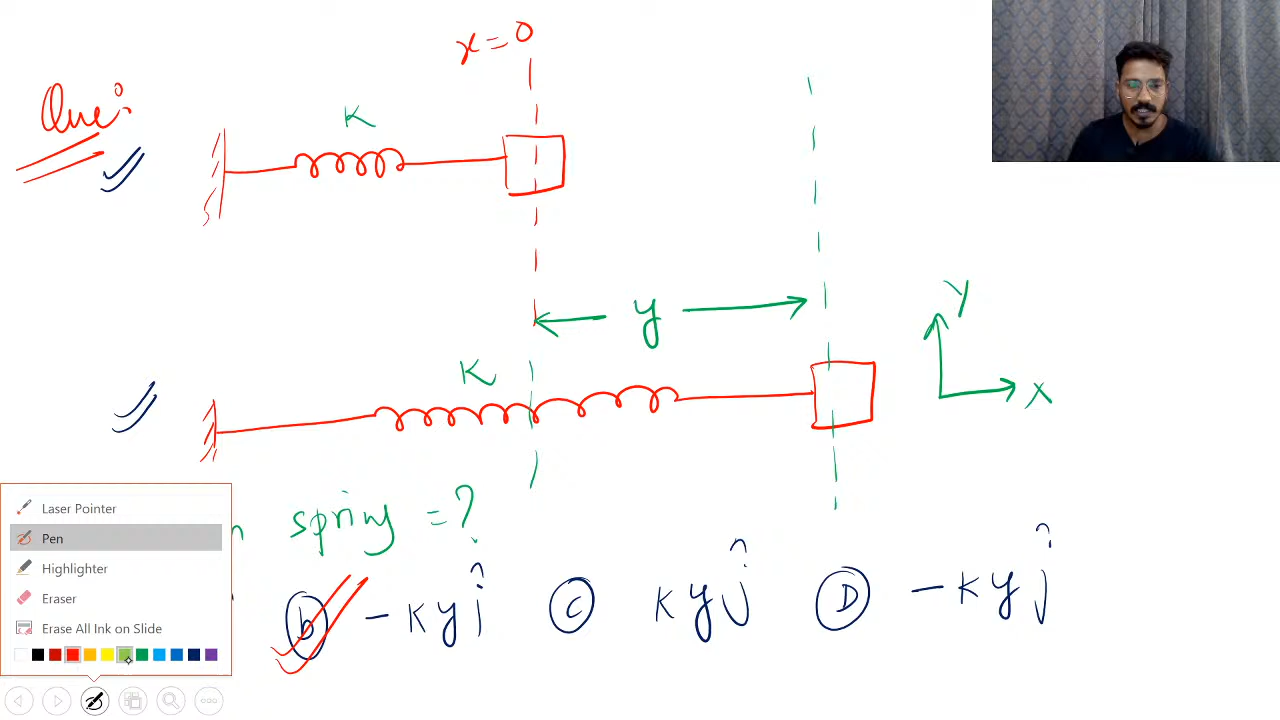 x=0
Que:
K
y
Y
K
X
n spring =?
b -kyî c kyĵ D -kyĵ
Laser Pointer
Pen
Highlighter
Eraser
Erase All Ink on Slide